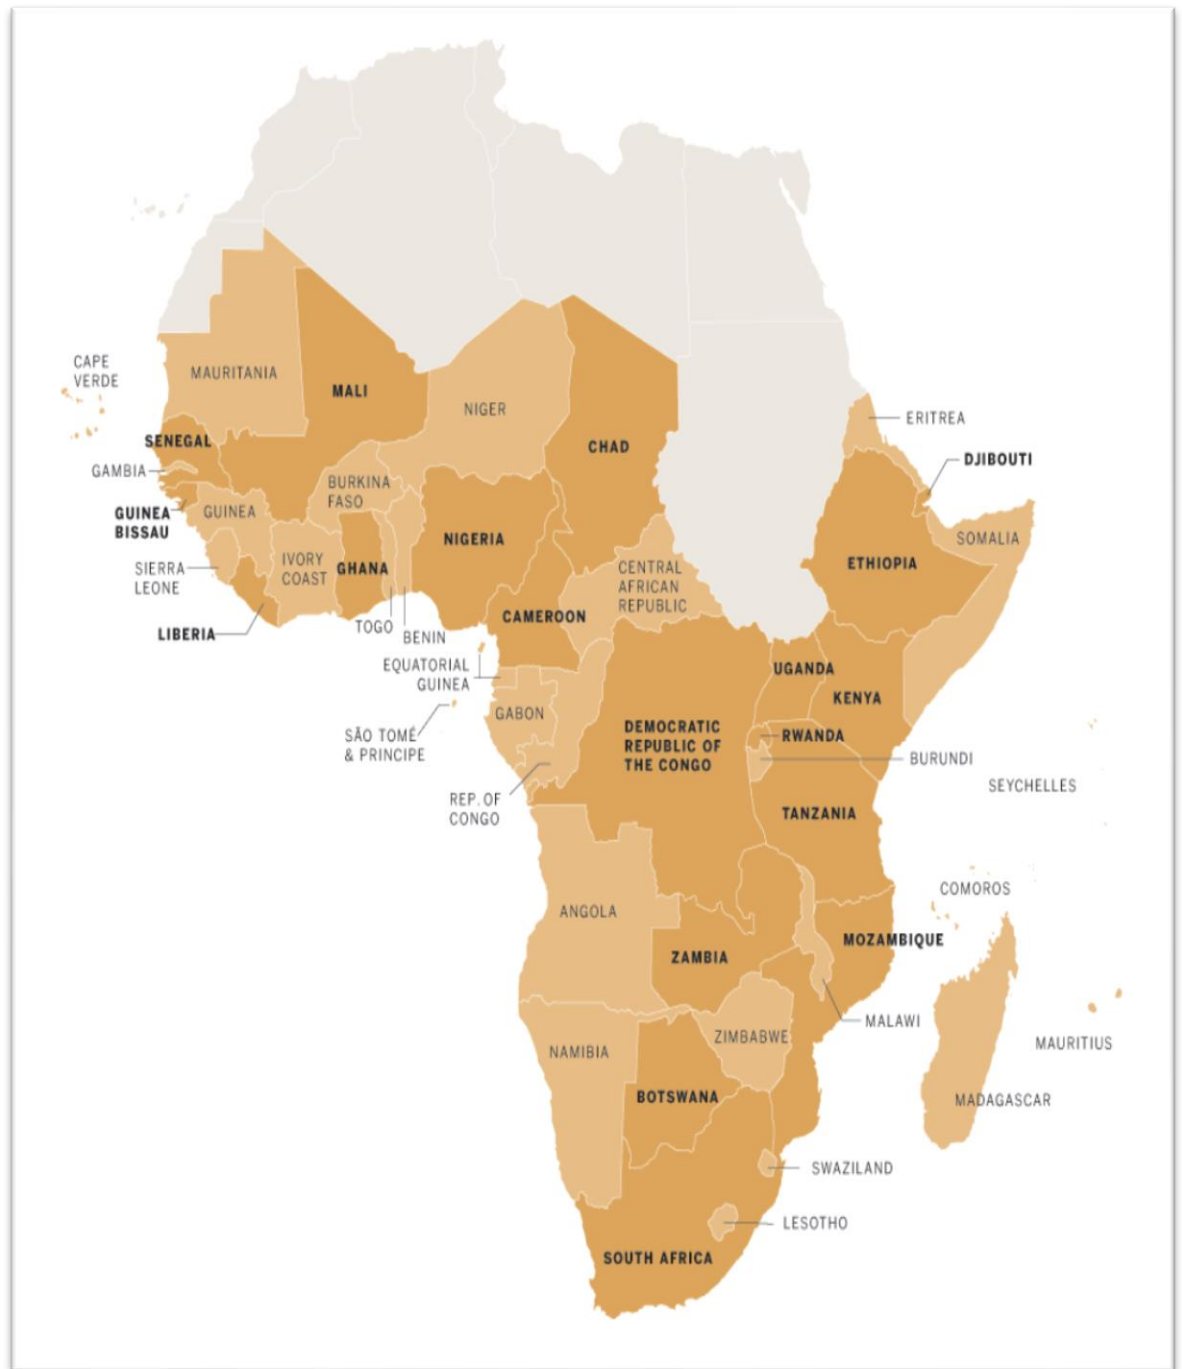 CAPE
VERDE
MAURITANIA
MALI
NIGER
CHAD
ERITREA
SENEGAL
DJIBOUTI
GAMBIA
BURKINA
FASO
GUINEA
BISSAU
GUINEA
NIGERIA
SOMALIA
IVORY
COAST
GHANA
ETHIOPIA
SIERRA
LEONE
CENTRAL
AFRICAN
REPUBLIC
CAMEROON
LIBERIA
TOGO
BENIN
EQUATORIAL
GUINEA
UGANDA
KENYA
GABON
SÃO TOMÉ
& PRINCIPE
DEMOCRATIC
REPUBLIC OF
THE CONGO
RWANDA
BURUNDI
SEYCHELLES
REP. OF
CONGO
TANZANIA
COMOROS
ANGOLA
MOZAMBIQUE
ZAMBIA
MALAWI
ZIMBABWE
MAURITIUS
NAMIBIA
BOTSWANA
MADAGASCAR
SWAZILAND
LESOTHO
SOUTH AFRICA